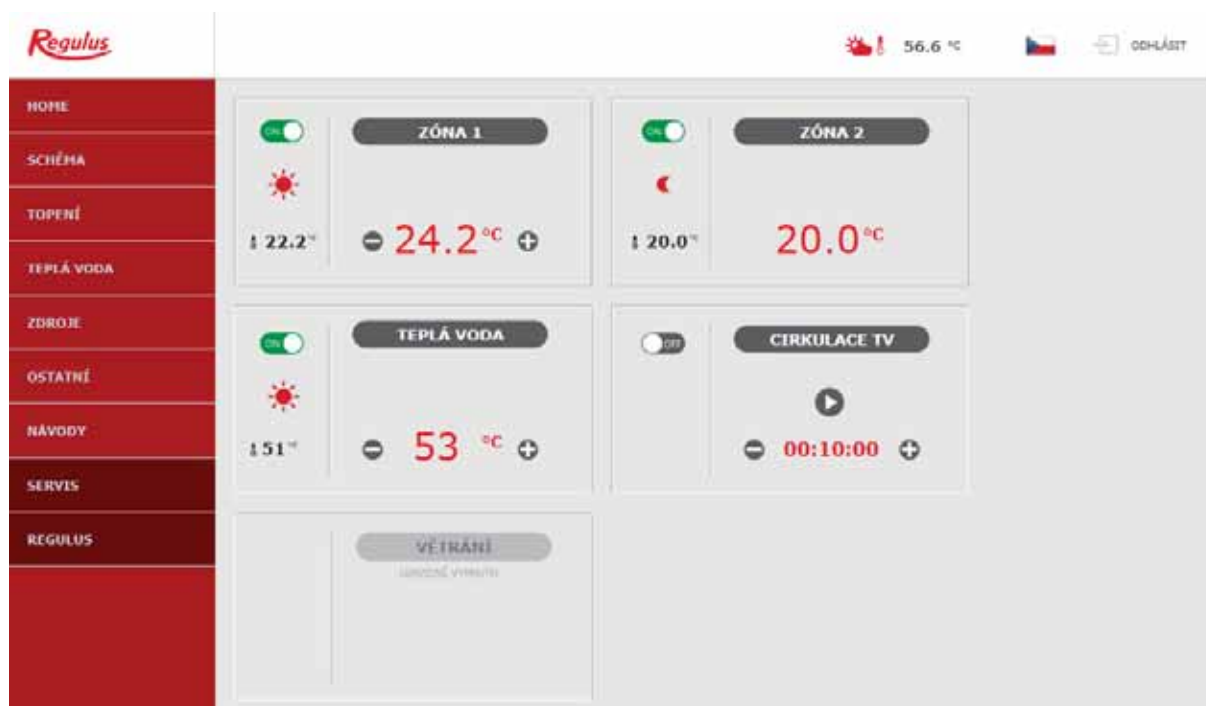 Regulus
56.6 °C
ODHLÁSIT
HOME
SCHÉMA
TOPENÍ
TEPLÁ VODA
ZDROJE
OSTATNÍ
NÁVODY
SERVIS
REGULUS
ON
ZÓNA 1
22.2 °C
24.2 °C
ON
ZÓNA 2
20.0 °C
20.0 °C
ON
TEPLÁ VODA
51 °C
53 °C
OFF
CIRKULACE TV
00:10:00
VĚTRÁNÍ